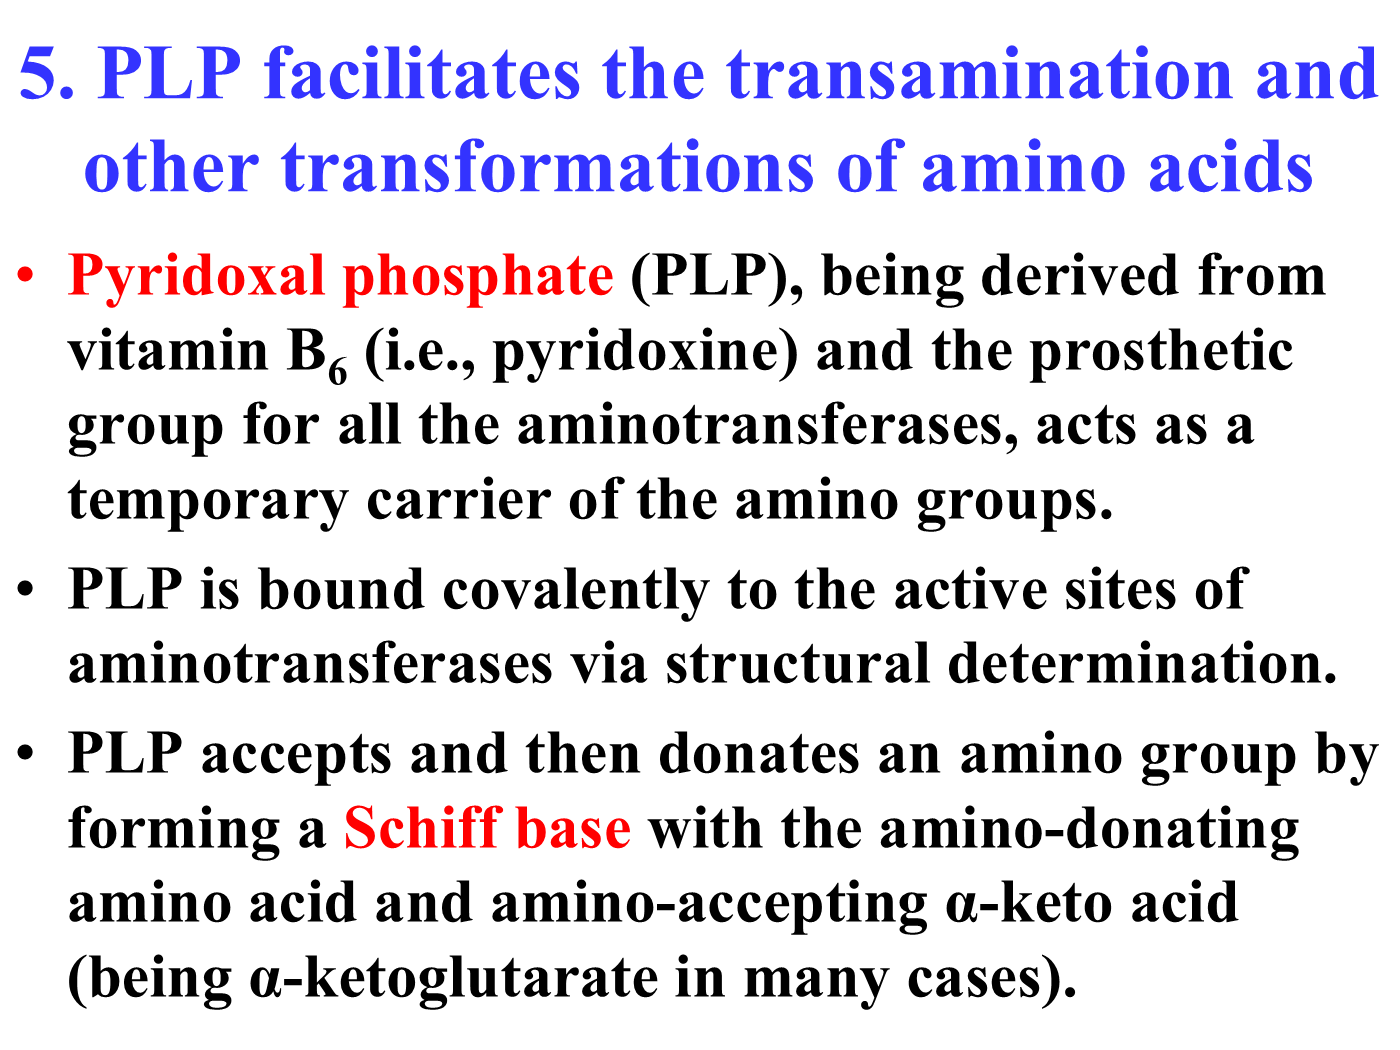 5. PLP facilitates the transamination and
other transformations of amino acids
• Pyridoxal phosphate (PLP), being derived from
vitamin B₆ (i.e., pyridoxine) and the prosthetic
group for all the aminotransferases, acts as a
temporary carrier of the amino groups.
• PLP is bound covalently to the active sites of
aminotransferases via structural determination.
• PLP accepts and then donates an amino group by
forming a Schiff base with the amino-donating
amino acid and amino-accepting α-keto acid
(being α-ketoglutarate in many cases).